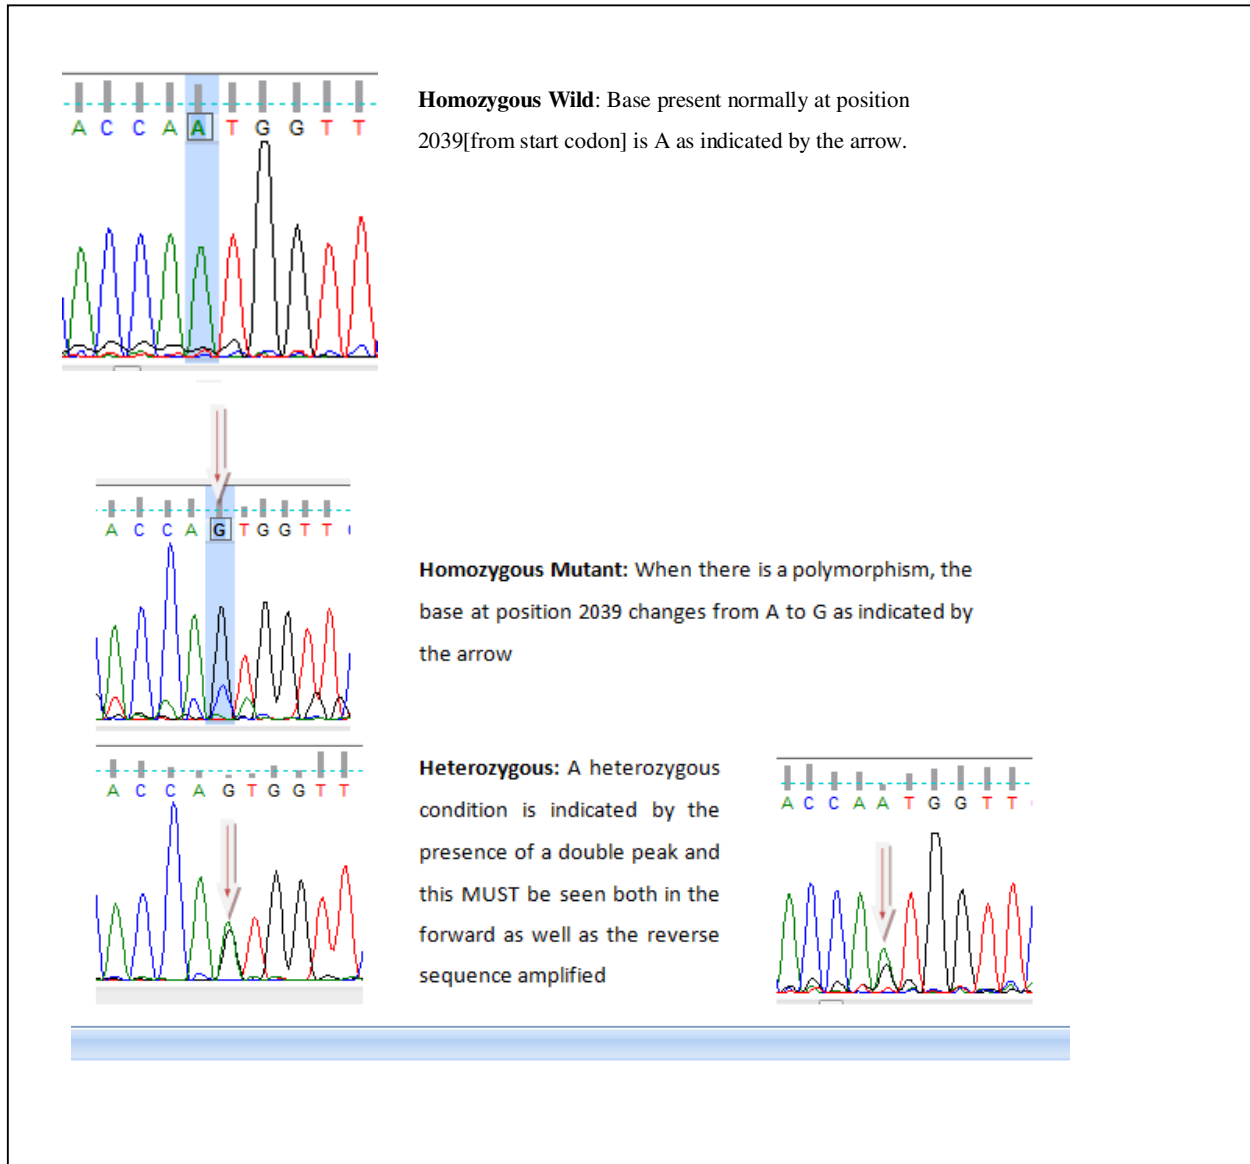 A C C A A T G G T T
Homozygous Wild: Base present normally at position
2039[from start codon] is A as indicated by the arrow.
A C C A G T G G T T
Homozygous Mutant: When there is a polymorphism, the
base at position 2039 changes from A to G as indicated by
the arrow
A C C A G T G G T T
Heterozygous: A heterozygous
condition is indicated by the
presence of a double peak and
this MUST be seen both in the
forward as well as the reverse
sequence amplified
A C C A A T G G T T